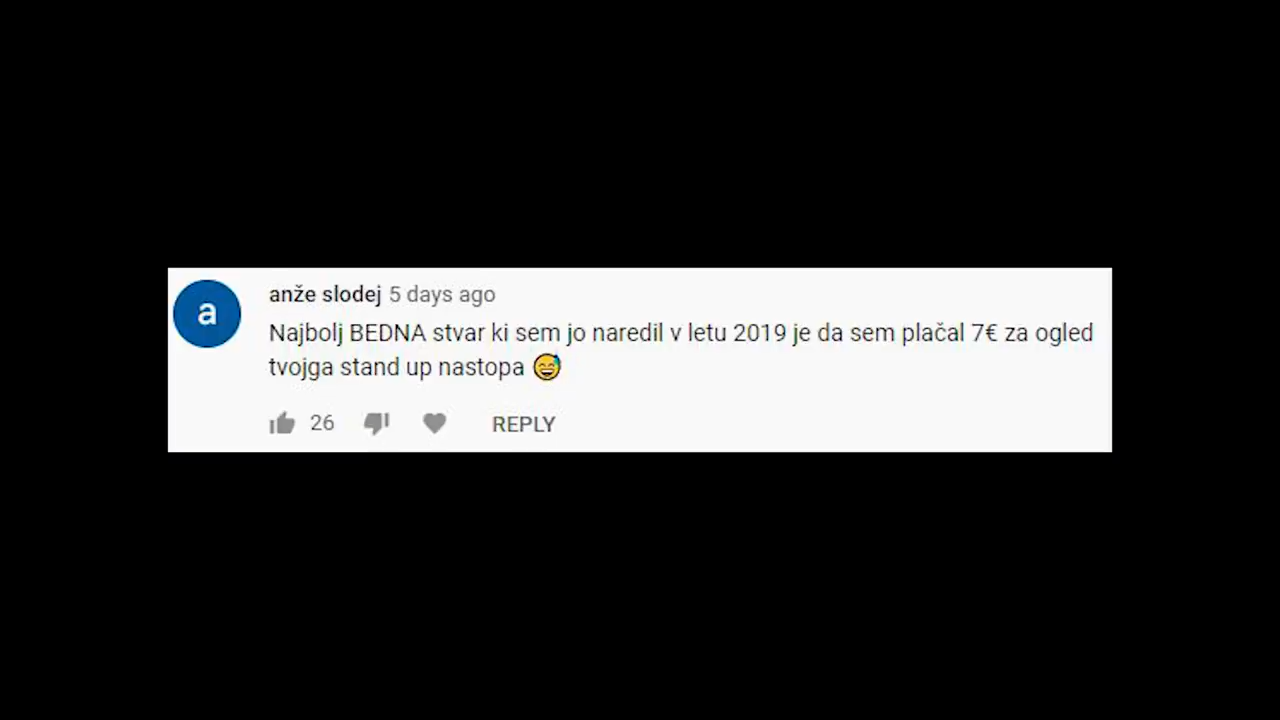 a
anže slodej 5 days ago
Najbolj BEDNA stvar ki sem jo naredil v letu 2019 je da sem plačal 7€ za ogled
tvojga stand up nastopa 😅
26 REPLY